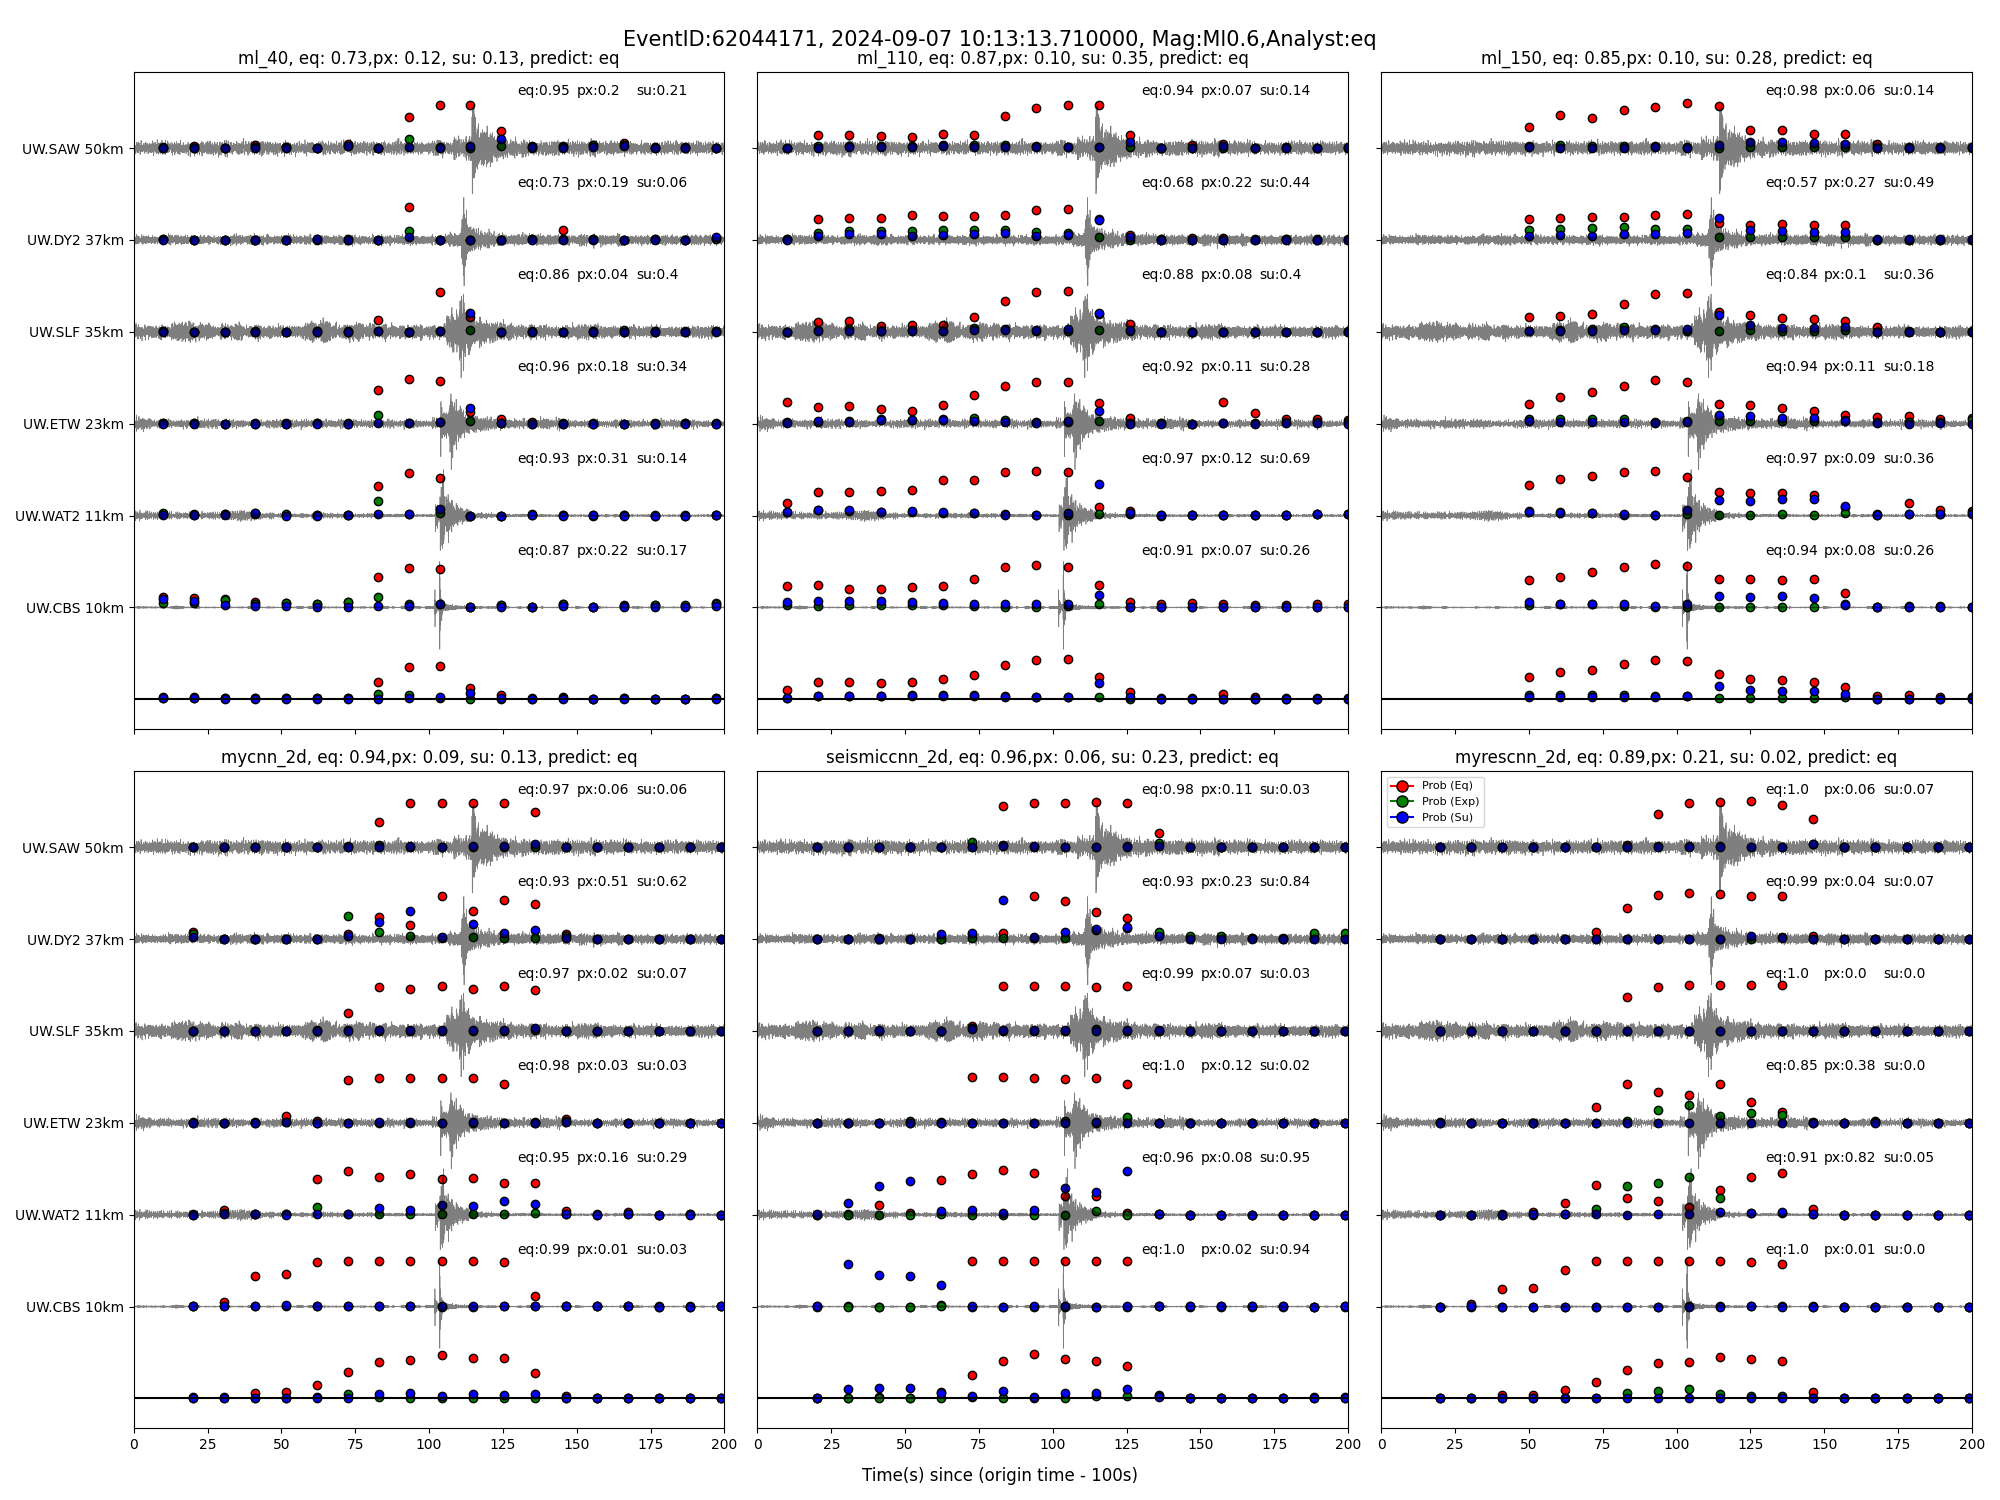 EventID:62044171, 2024-09-07 10:13:13.710000, Mag:Ml0.6,Analyst:eq
ml_40, eq: 0.73,px: 0.12, su: 0.13, predict: eq
eq:0.95 px:0.2 su:0.21
UW.SAW 50km
eq:0.73 px:0.19 su:0.06
UW.DY2 37km
eq:0.86 px:0.04 su:0.4
UW.SLF 35km
eq:0.96 px:0.18 su:0.34
UW.ETW 23km
eq:0.93 px:0.31 su:0.14
UW.WAT2 11km
eq:0.87 px:0.22 su:0.17
UW.CBS 10km
ml_110, eq: 0.87,px: 0.10, su: 0.35, predict: eq
eq:0.94 px:0.07 su:0.14
eq:0.68 px:0.22 su:0.44
eq:0.88 px:0.08 su:0.4
eq:0.92 px:0.11 su:0.28
eq:0.97 px:0.12 su:0.69
eq:0.91 px:0.07 su:0.26
ml_150, eq: 0.85,px: 0.10, su: 0.28, predict: eq
eq:0.98 px:0.06 su:0.14
eq:0.57 px:0.27 su:0.49
eq:0.84 px:0.1 su:0.36
eq:0.94 px:0.11 su:0.18
eq:0.97 px:0.09 su:0.36
eq:0.94 px:0.08 su:0.26
mycnn_2d, eq: 0.94,px: 0.09, su: 0.13, predict: eq
eq:0.97 px:0.06 su:0.06
UW.SAW 50km
eq:0.93 px:0.51 su:0.62
UW.DY2 37km
eq:0.97 px:0.02 su:0.07
UW.SLF 35km
eq:0.98 px:0.03 su:0.03
UW.ETW 23km
eq:0.95 px:0.16 su:0.29
UW.WAT2 11km
eq:0.99 px:0.01 su:0.03
UW.CBS 10km
0 25 50 75 100 125 150 175 200
seismiccnn_2d, eq: 0.96,px: 0.06, su: 0.23, predict: eq
eq:0.98 px:0.11 su:0.03
eq:0.93 px:0.23 su:0.84
eq:0.99 px:0.07 su:0.03
eq:1.0 px:0.12 su:0.02
eq:0.96 px:0.08 su:0.95
eq:1.0 px:0.02 su:0.94
0 25 50 75 100 125 150 175 200
myrescnn_2d, eq: 0.89,px: 0.21, su: 0.02, predict: eq
Prob (Eq)
Prob (Exp)
Prob (Su)
eq:1.0 px:0.06 su:0.07
eq:0.99 px:0.04 su:0.07
eq:1.0 px:0.0 su:0.0
eq:0.85 px:0.38 su:0.0
eq:0.91 px:0.82 su:0.05
eq:1.0 px:0.01 su:0.0
0 25 50 75 100 125 150 175 200
Time(s) since (origin time - 100s)